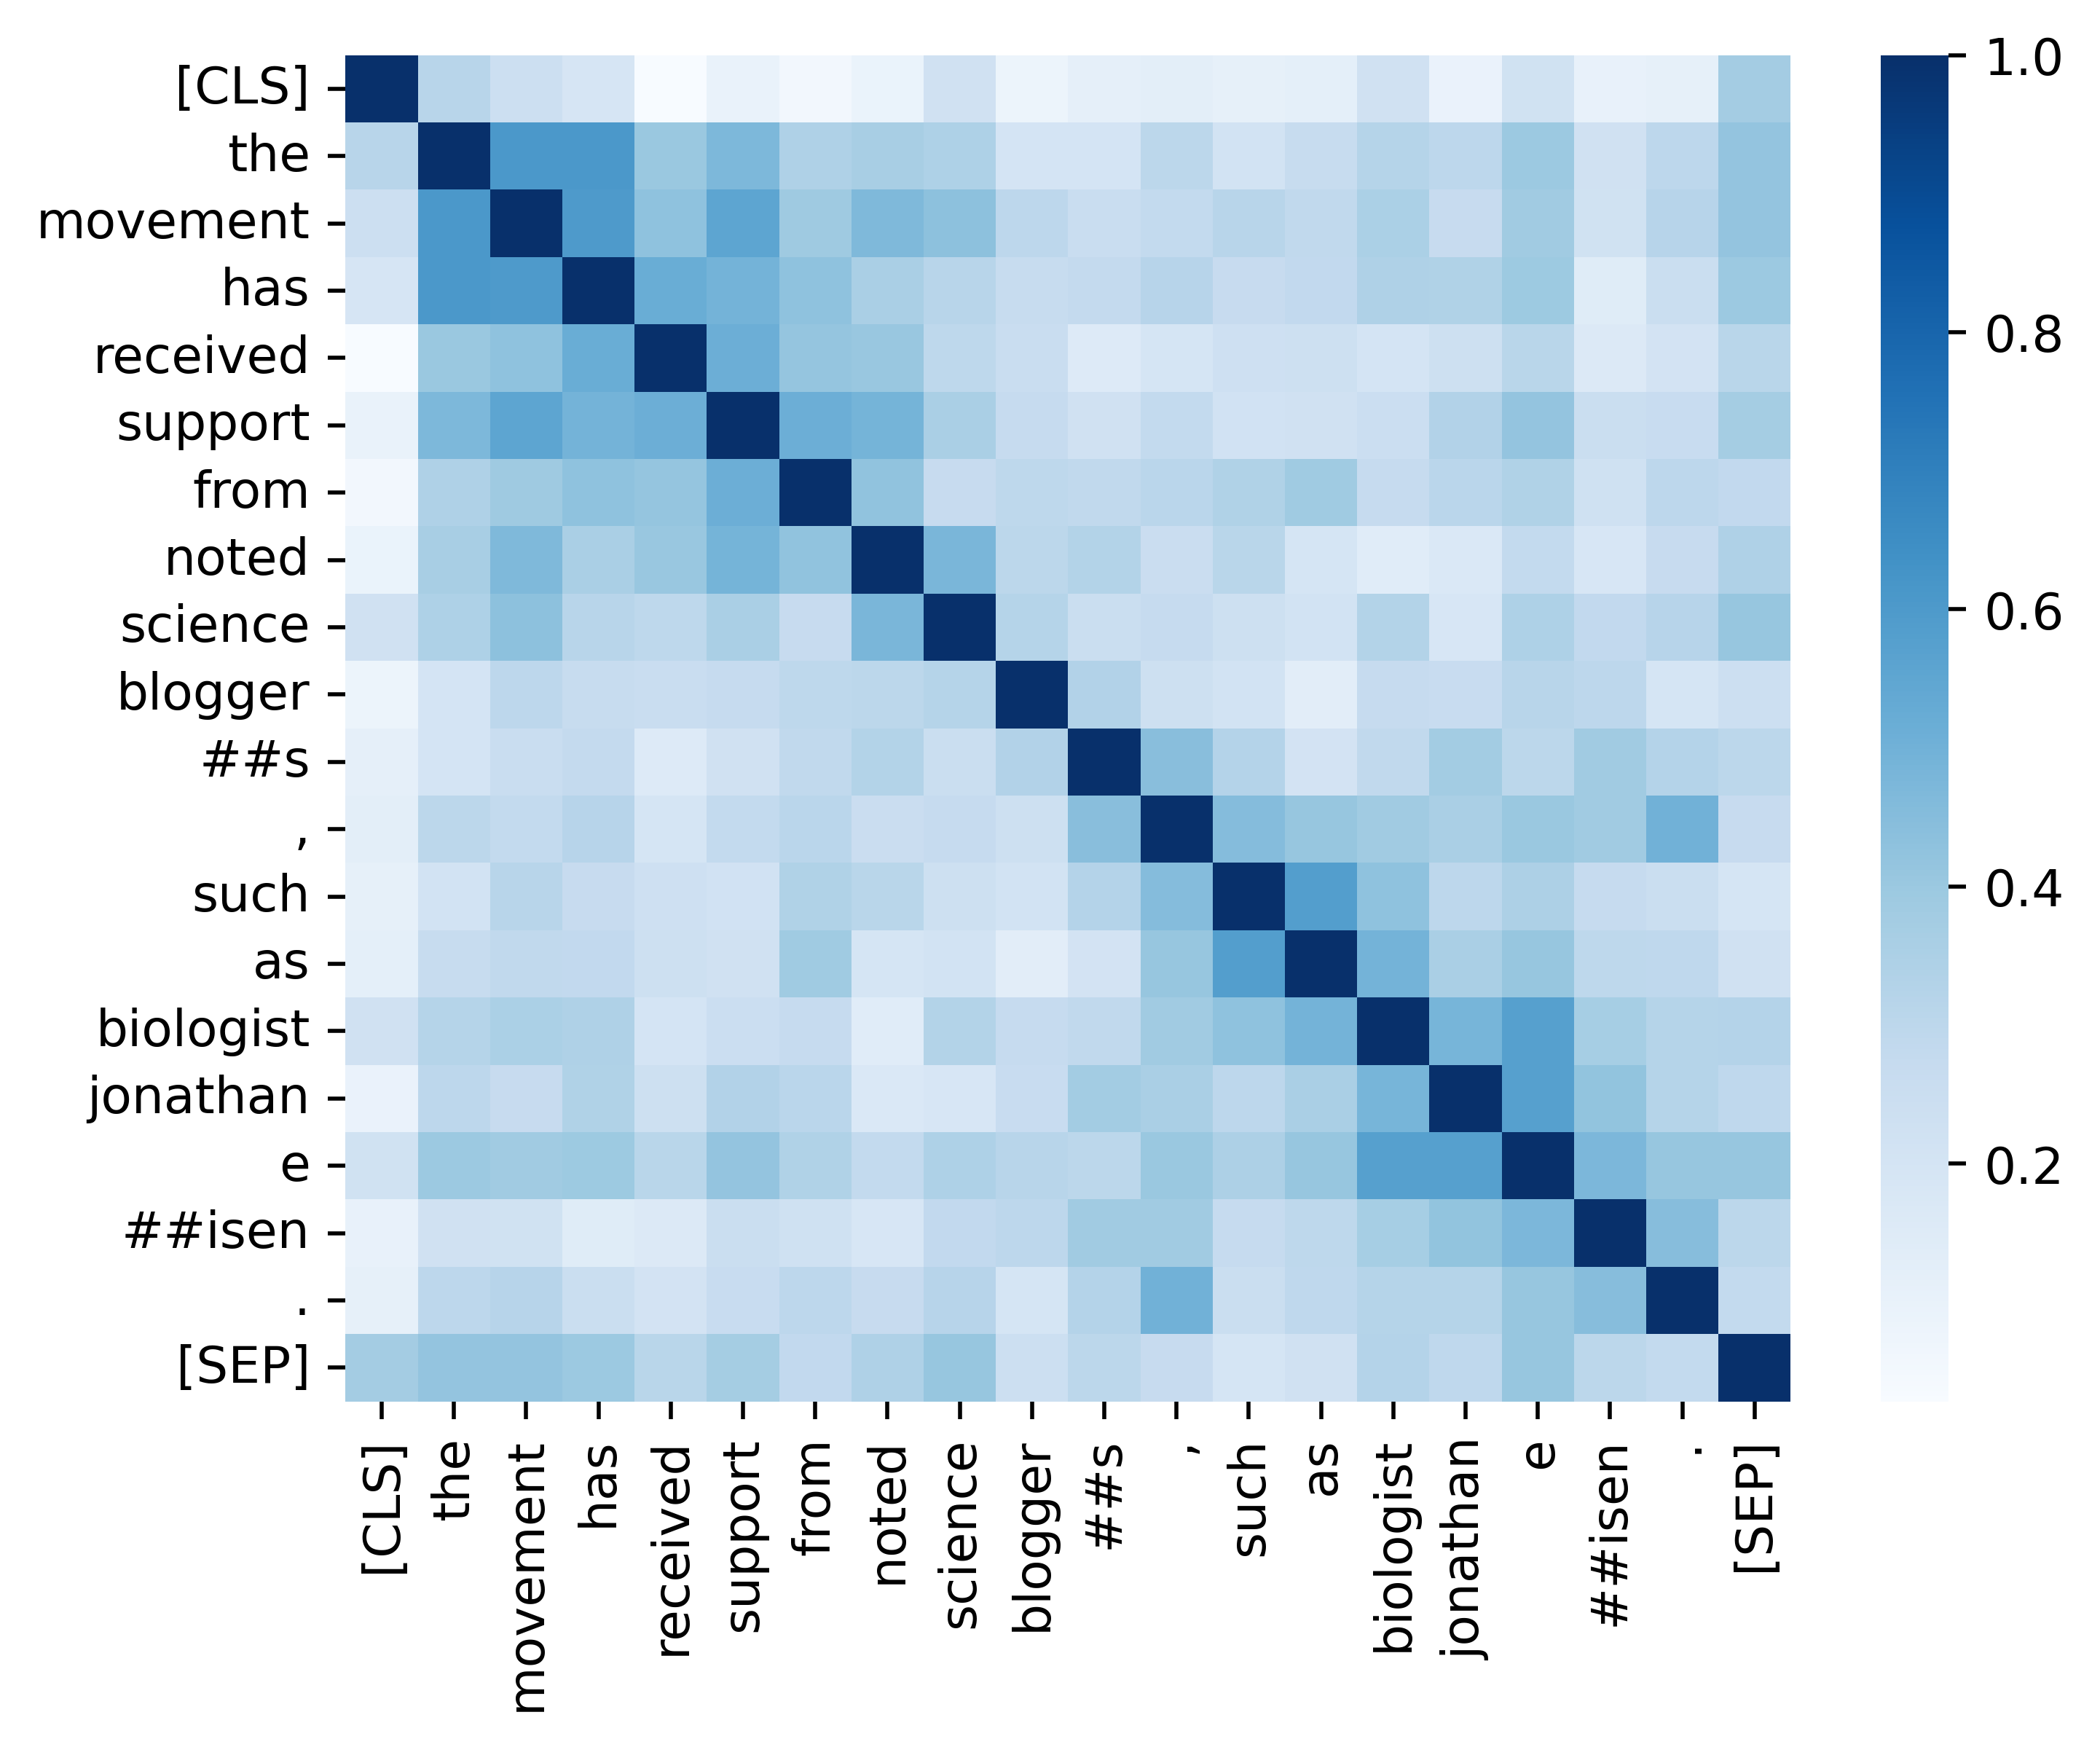 [CLS]
the
movement
has
received
support
from
noted
science
blogger
##s
,
such
as
biologist
jonathan
e
##isen
.
[SEP]
[CLS]
the
movement
has
received
support
from
noted
science
blogger
##s
,
such
as
biologist
jonathan
e
##isen
.
[SEP]
1.0
0.8
0.6
0.4
0.2